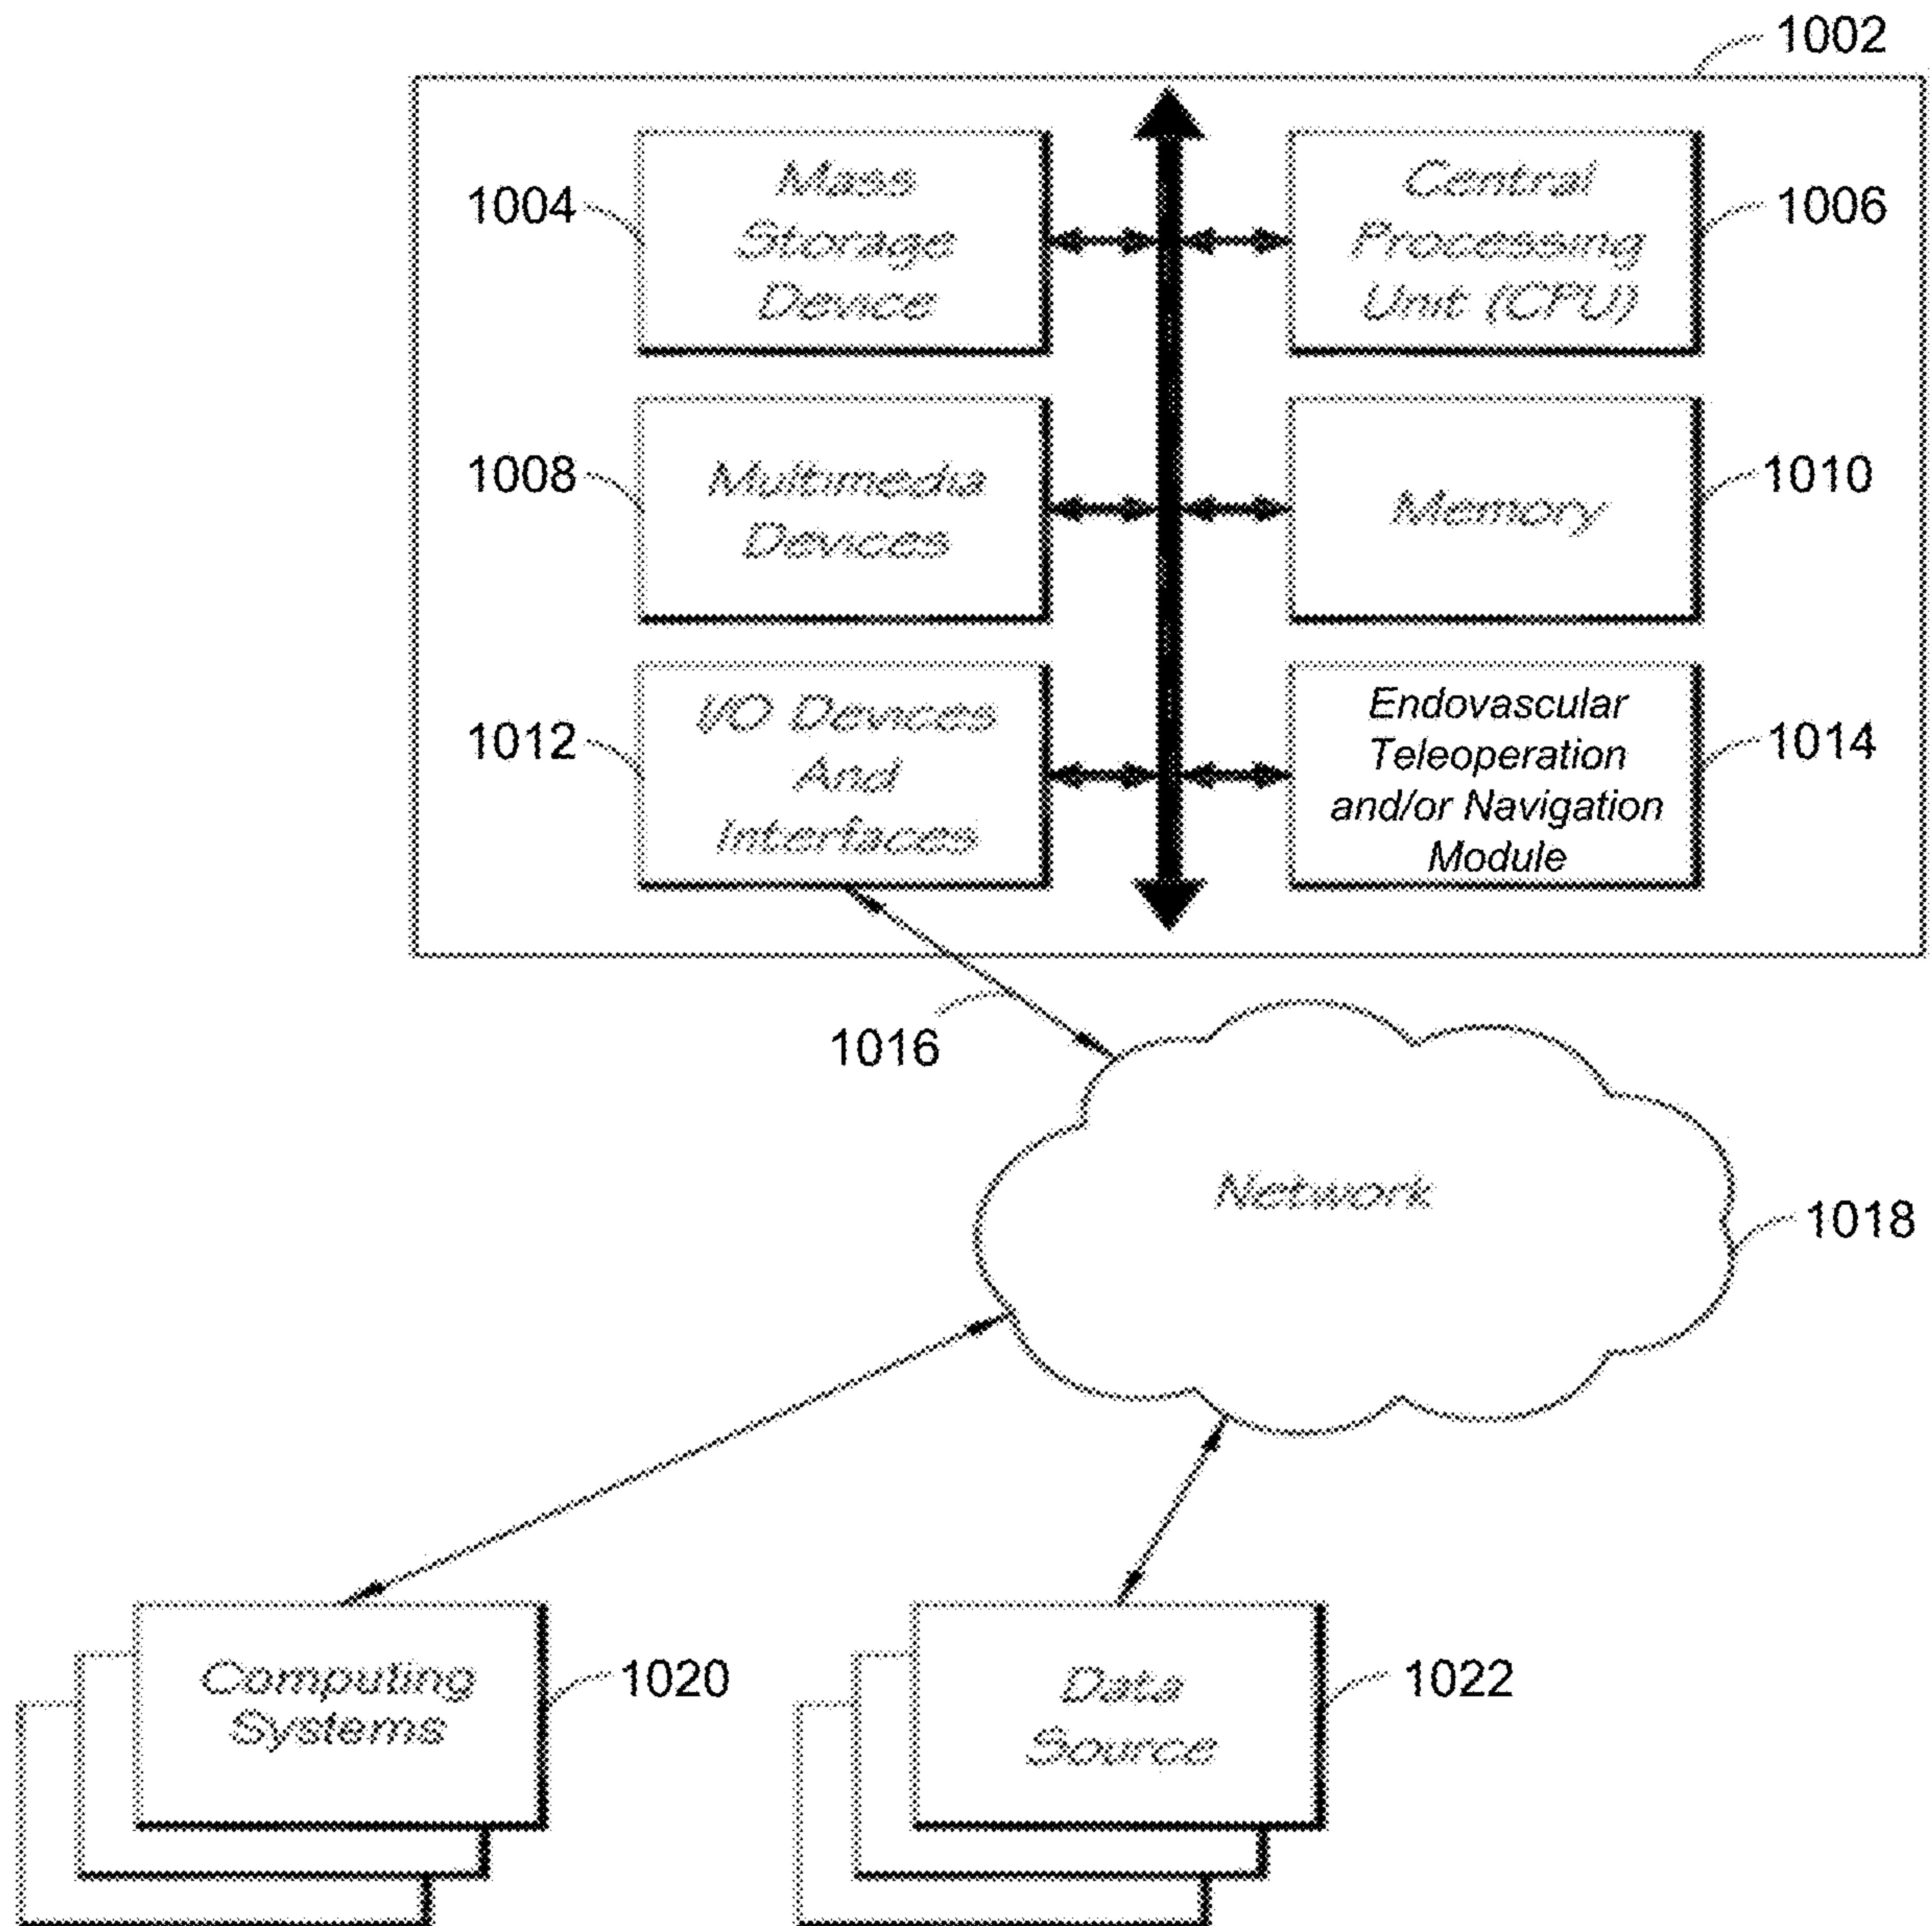 1002
1004
Mass
Storage
Device
Central
Processing
Unit (CPU)
1006
1008
Multimedia
Devices
Memory
1010
1012
I/O Devices
And
Interfaces
Endovascular
Teleoperation
and/or Navigation
Module
1014
1016
Network
1018
Computing
Systems
1020
Data
Source
1022